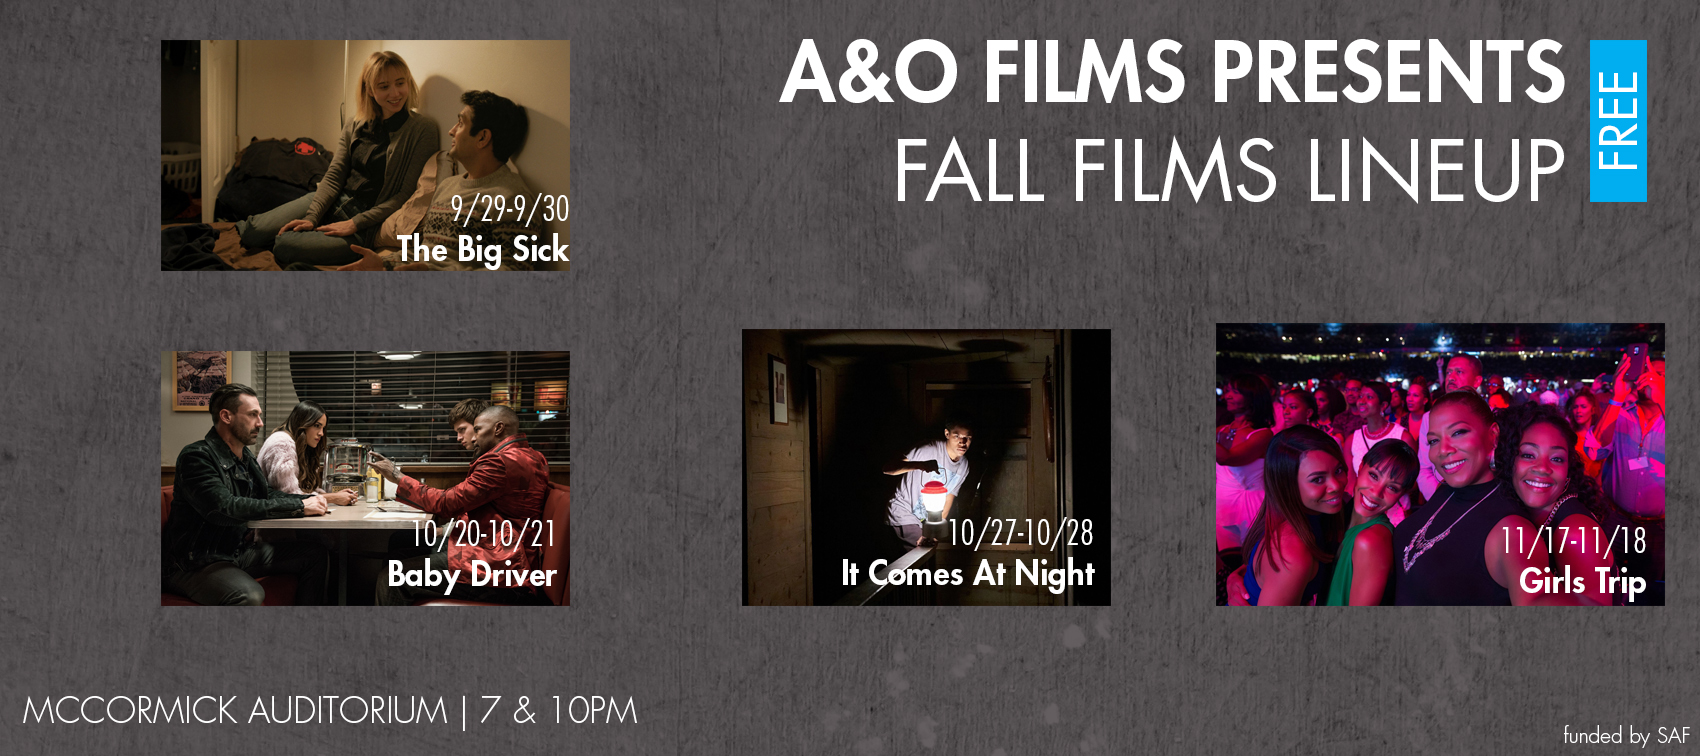 A&O FILMS PRESENTS
FALL FILMS LINEUP
FREE
9/29-9/30
The Big Sick
10/20-10/21
Baby Driver
10/27-10/28
It Comes At Night
11/17-11/18
Girls Trip
MCCORMICK AUDITORIUM | 7 & 10PM
funded by SAF